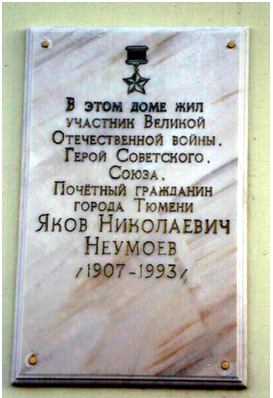 В этом доме жил
участник Великой
Отечественной войны,
Герой Советского,
Союза,
Почётный гражданин
города Тюмени
Яков Николаевич
Неумоев
/1907-1993/